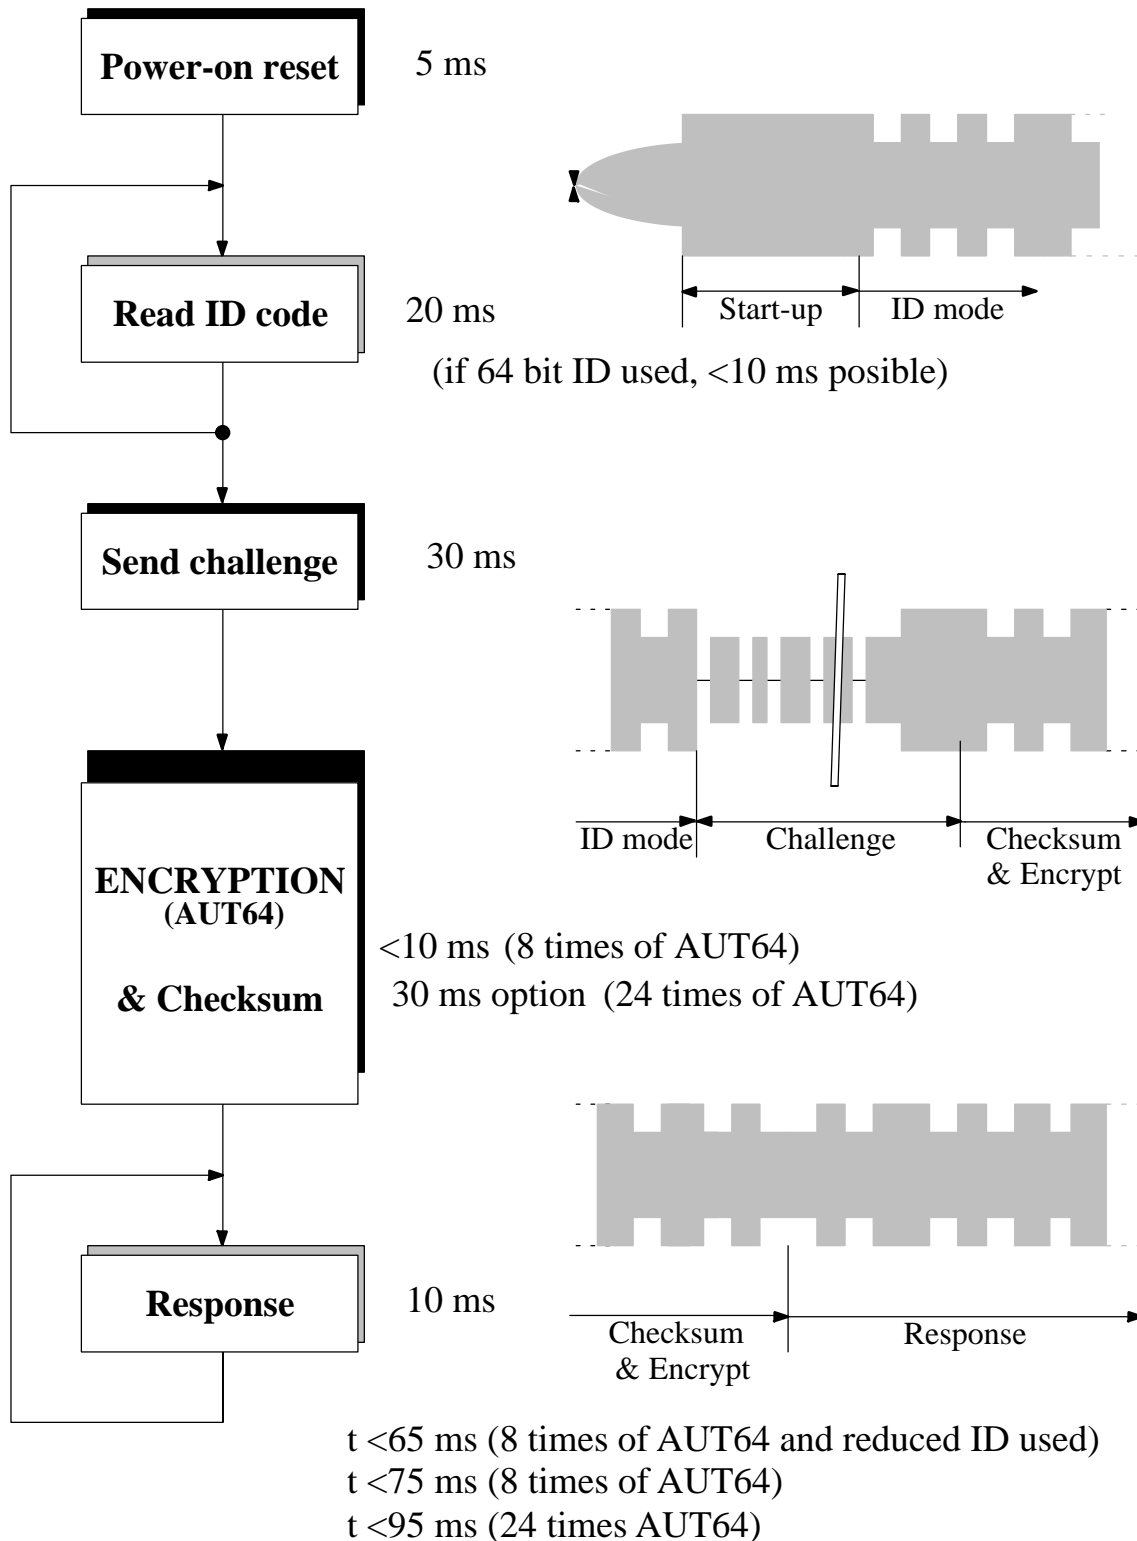 Power-on reset
5 ms
Start-up
ID mode
Read ID code
20 ms
(if 64 bit ID used, <10 ms posible)
Send challenge
30 ms
ID mode
Challenge
Checksum
& Encrypt
ENCRYPTION
(AUT64)
& Checksum
<10 ms (8 times of AUT64)
30 ms option (24 times of AUT64)
Response
10 ms
Checksum
& Encrypt
Response
t <65 ms (8 times of AUT64 and reduced ID used)
t <75 ms (8 times of AUT64)
t <95 ms (24 times AUT64)